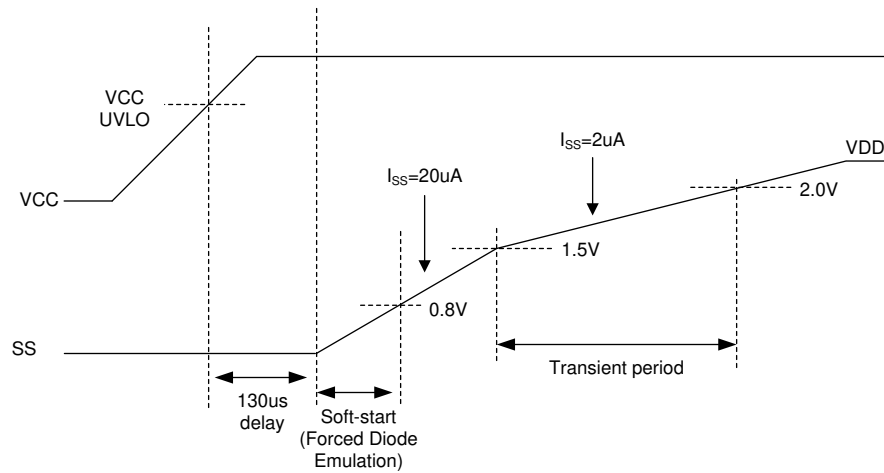 VCC
UVLO
VCC
I_SS=20uA
I_SS=2uA
VDD
2.0V
1.5V
0.8V
SS
130us
delay
Soft-start
(Forced Diode
Emulation)
Transient period